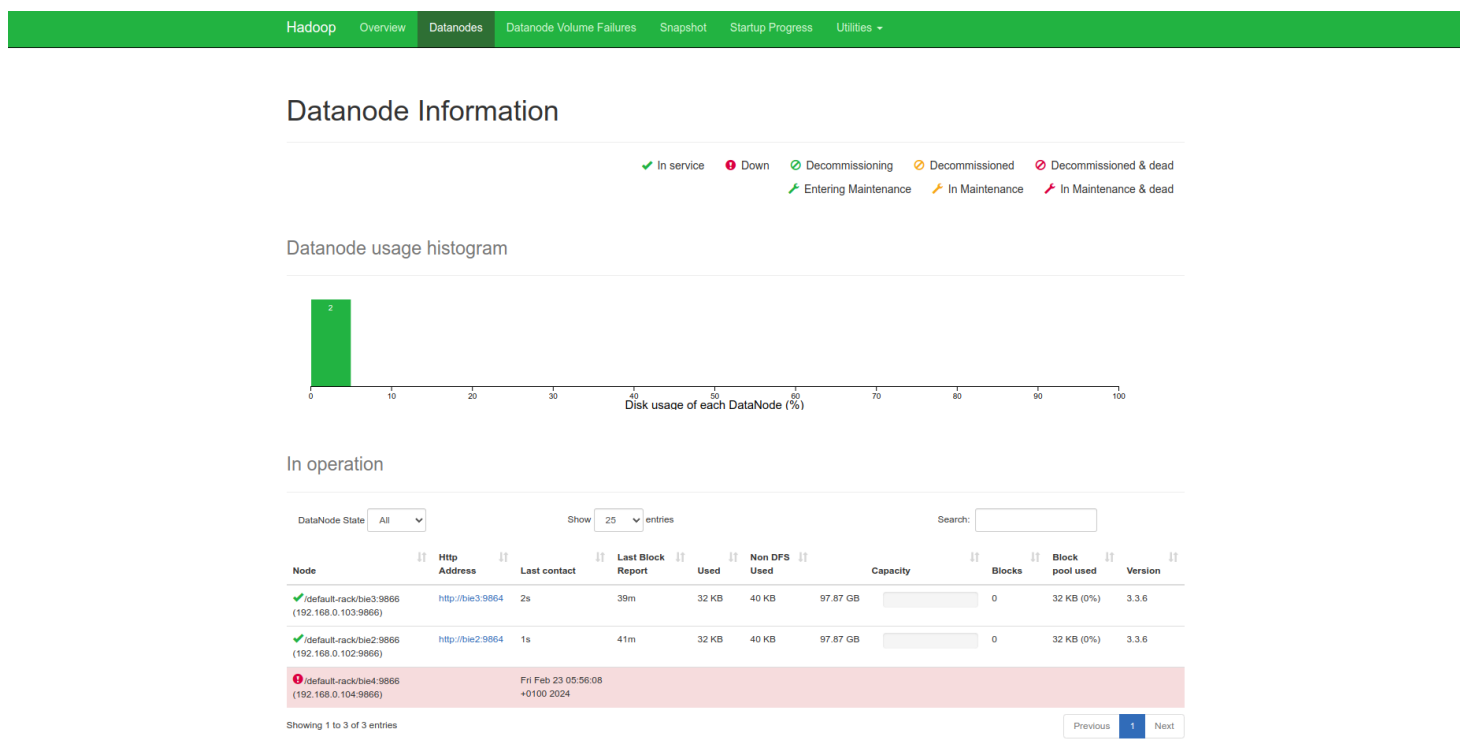 Hadoop Overview Datanodes Datanode Volume Failures Snapshot Startup Progress Utilities
Datanode Information
In service Down Decommissioning Decommissioned Decommissioned & dead
Entering Maintenance In Maintenance In Maintenance & dead
Datanode usage histogram
2
0 10 20 30 40 50 60 70 80 90 100
Disk usage of each DataNode (%)
In operation
DataNode State All Show 25 entries Search:
Node Http Address Last contact Last Block Report Used Non DFS Used Capacity Blocks Block pool used Version
/default-rack/bie3:9866 http://bie3:9864 2s 39m 32 KB 40 KB 97.87 GB 0 32 KB (0%) 3.3.6
(192.168.0.103:9866)
/default-rack/bie2:9866 http://bie2:9864 1s 41m 32 KB 40 KB 97.87 GB 0 32 KB (0%) 3.3.6
(192.168.0.102:9866)
/default-rack/bie4:9866 Fri Feb 23 05:56:08
(192.168.0.104:9866) +0100 2024
Showing 1 to 3 of 3 entries Previous 1 Next